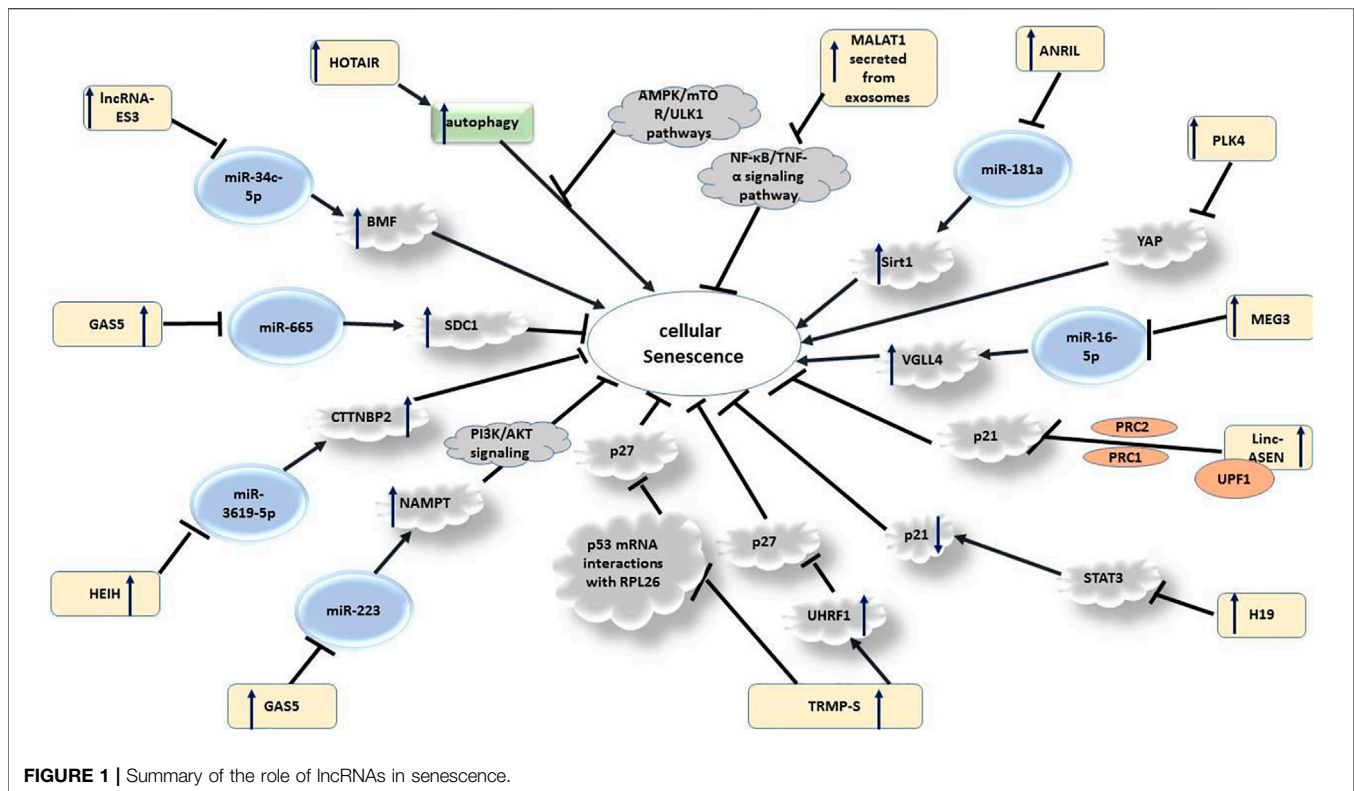 HOTAIR
MALAT1
secreted
from
exosomes
ANRIL
lncRNA-
ES3
autophagy
AMPK/mTO
R/ULK1
pathways
PLK4
NF-κB/TNF-
α signaling
pathway
miR-181a
miR-34c-
5p
BMF
YAP
Sirt1
GAS5
miR-665
SDC1
cellular
Senescence
VGLL4
miR-16-
5p
MEG3
CTTNBP2
PI3K/AKT
signaling
p27
p21
PRC2
PRC1
Linc-
ASEN
UPF1
miR-
3619-5p
NAMPT
p53 mRNA
interactions
with RPL26
p27
p21
STAT3
HEIH
miR-223
UHRF1
H19
GAS5
TRMP-S
FIGURE 1 | Summary of the role of lncRNAs in senescence.